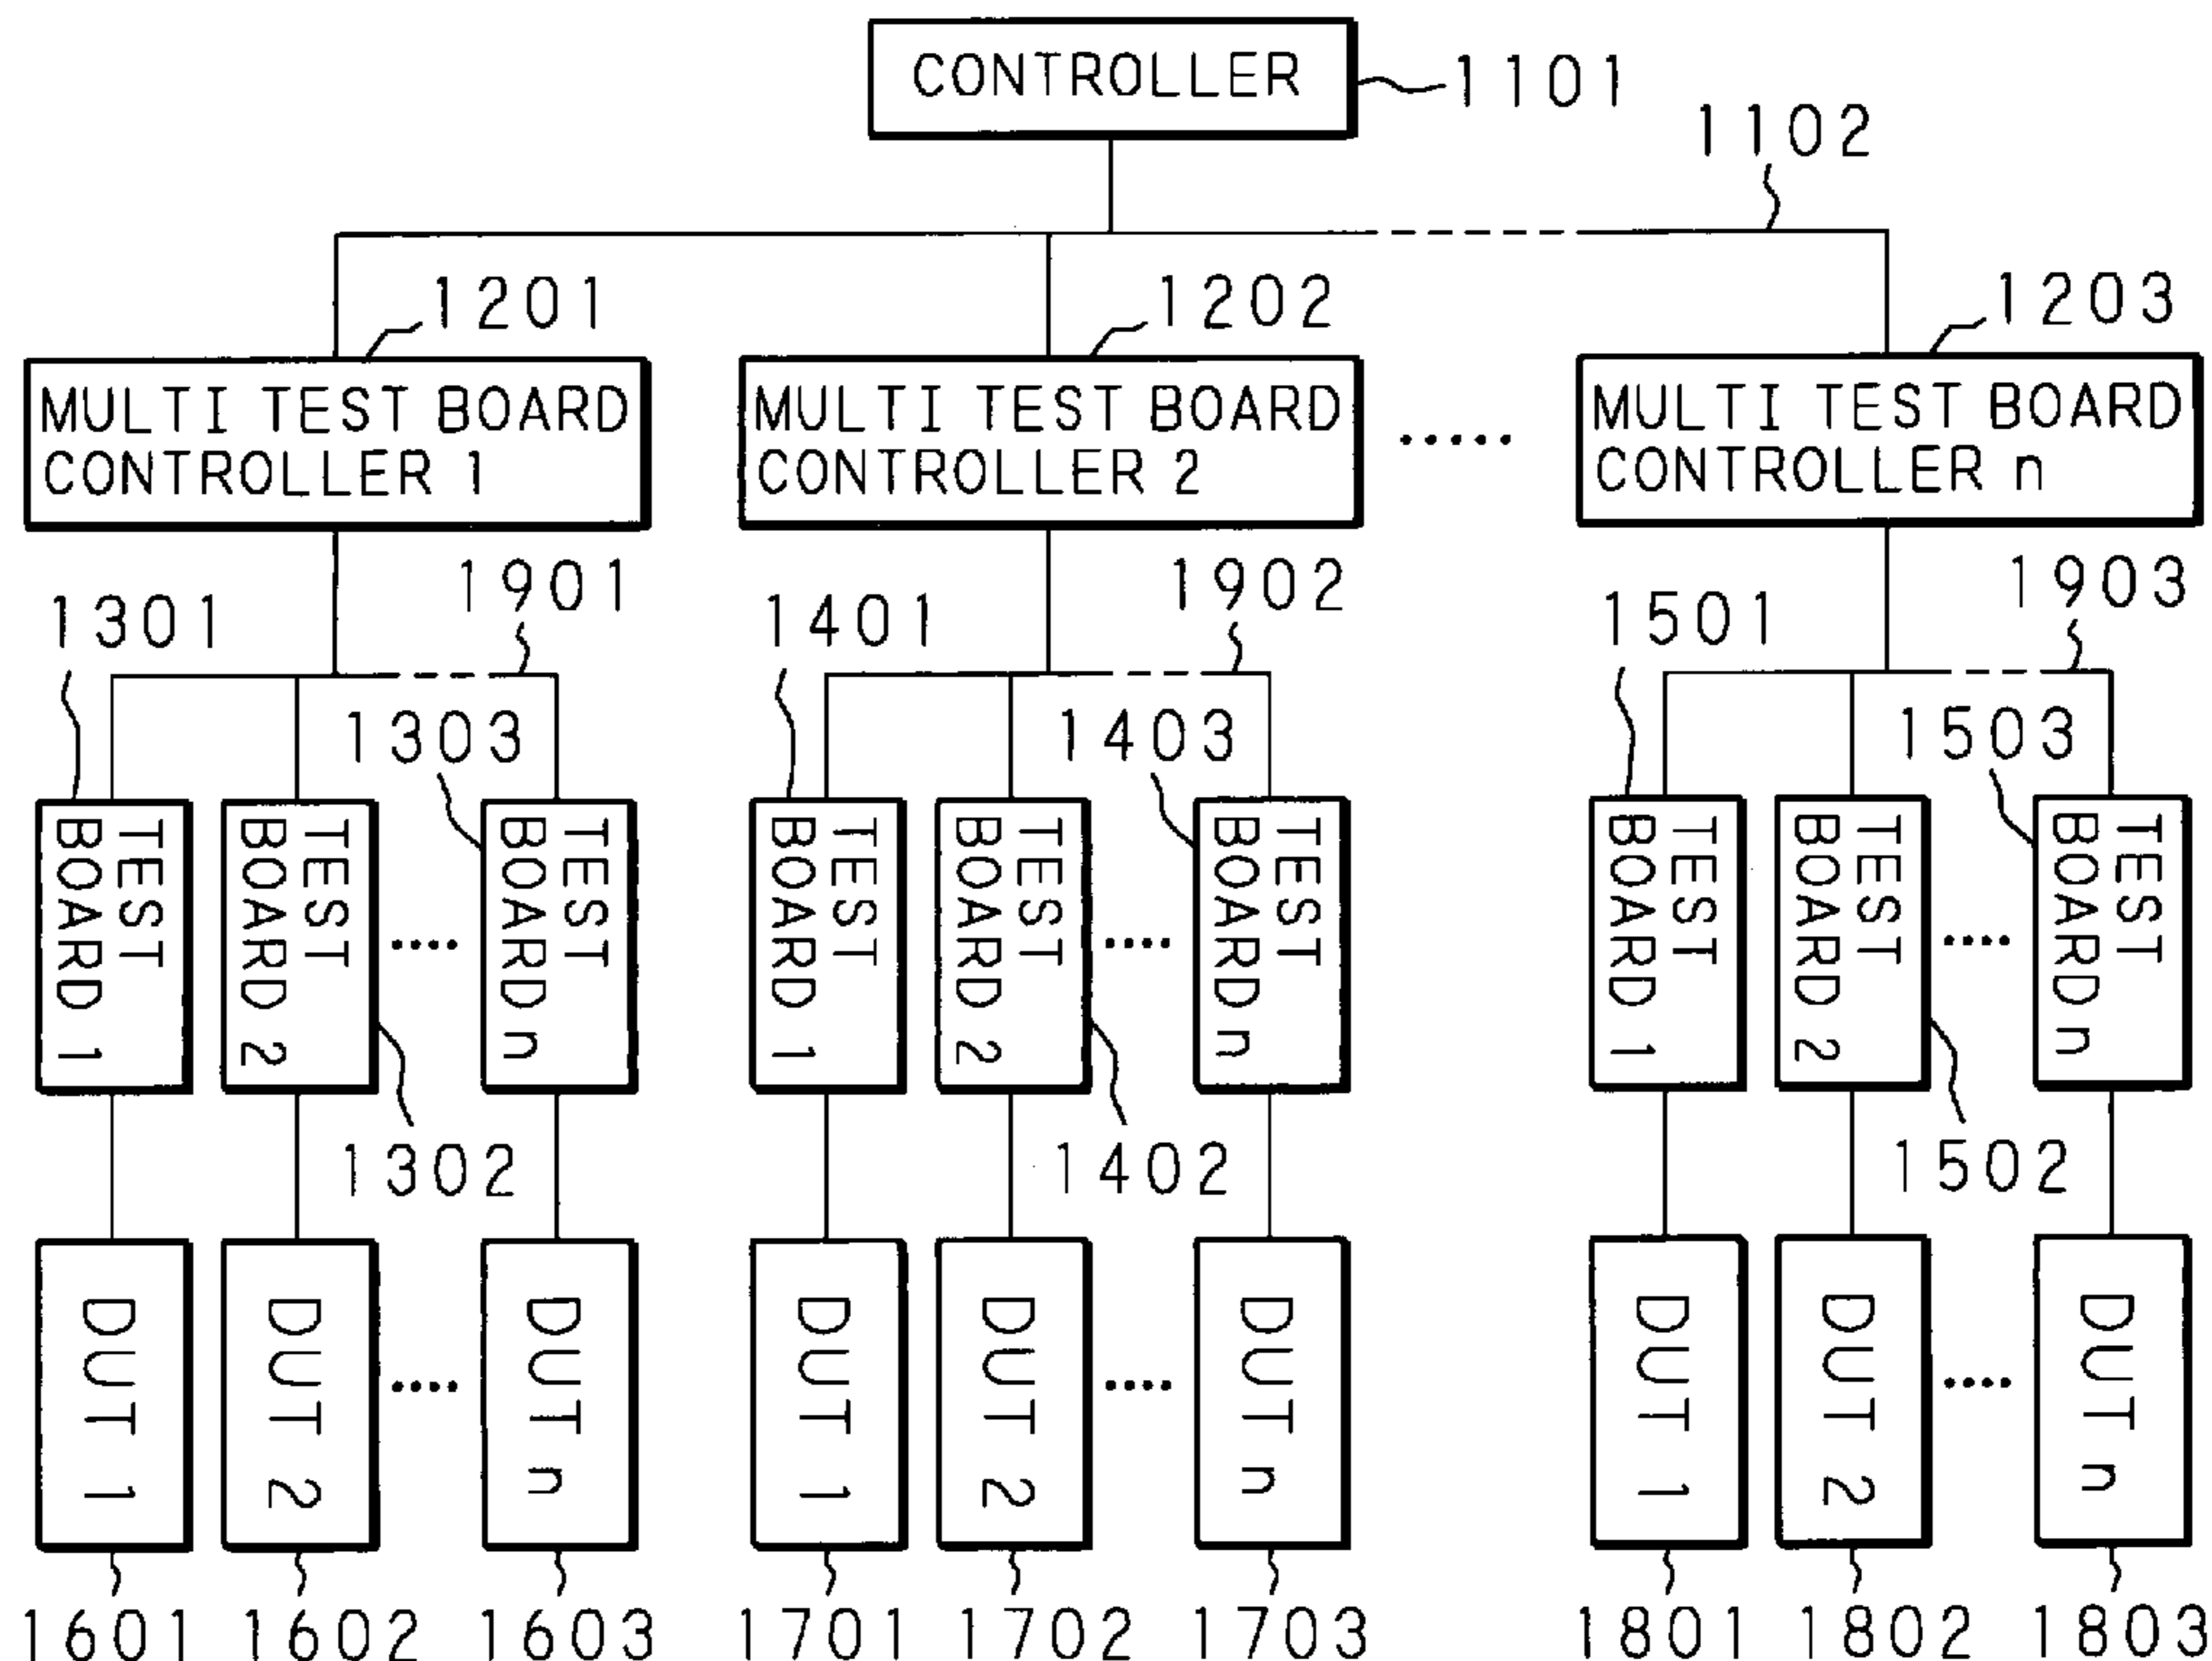 CONTROLLER
1101
1102
1201
1202
1203
MULTI TEST BOARD
CONTROLLER 1
MULTI TEST BOARD
CONTROLLER 2
MULTI TEST BOARD
CONTROLLER n
1901
1902
1903
1301
1401
1501
1303
1403
1503
TEST
BOARD 1
TEST
BOARD 2
TEST
BOARD n
TEST
BOARD 1
TEST
BOARD 2
TEST
BOARD n
TEST
BOARD 1
TEST
BOARD 2
TEST
BOARD n
1302
1402
1502
DUT 1
DUT 2
DUT n
DUT 1
DUT 2
DUT n
DUT 1
DUT 2
DUT n
1601
1602
1603
1701
1702
1703
1801
1802
1803